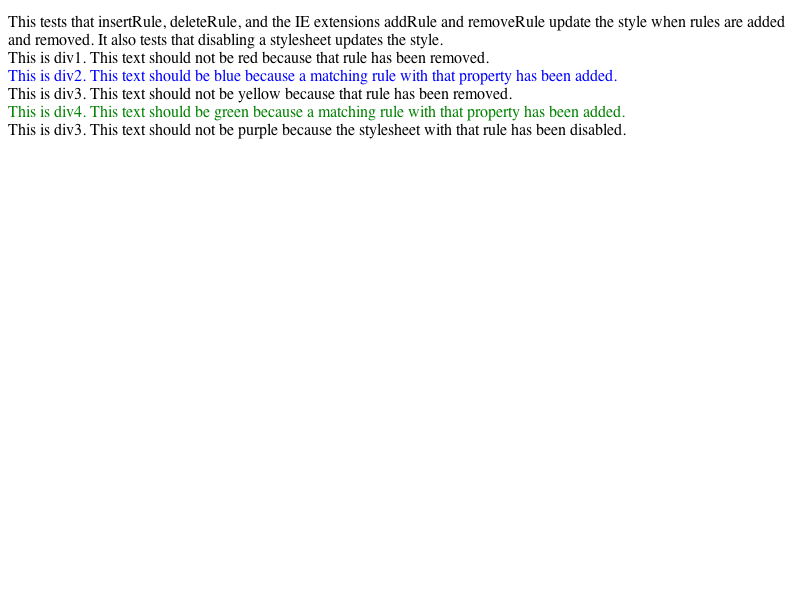 This tests that insertRule, deleteRule, and the IE extensions addRule and removeRule update the style when rules are added
and removed. It also tests that disabling a stylesheet updates the style.
This is div1. This text should not be red because that rule has been removed.
This is div2. This text should be blue because a matching rule with that property has been added.
This is div3. This text should not be yellow because that rule has been removed.
This is div4. This text should be green because a matching rule with that property has been added.
This is div3. This text should not be purple because the stylesheet with that rule has been disabled.